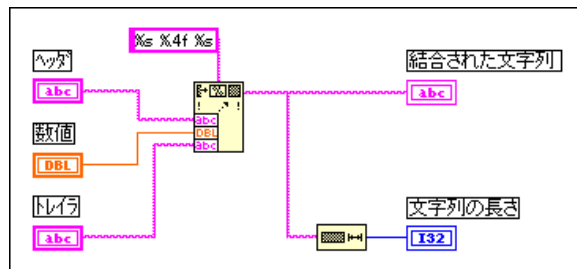 %s %.4f %s
ヘッダ
abc
数値
DBL
トレイラ
abc
abc
DBL
abc
結合された文字列
abc
文字列の長さ
I32